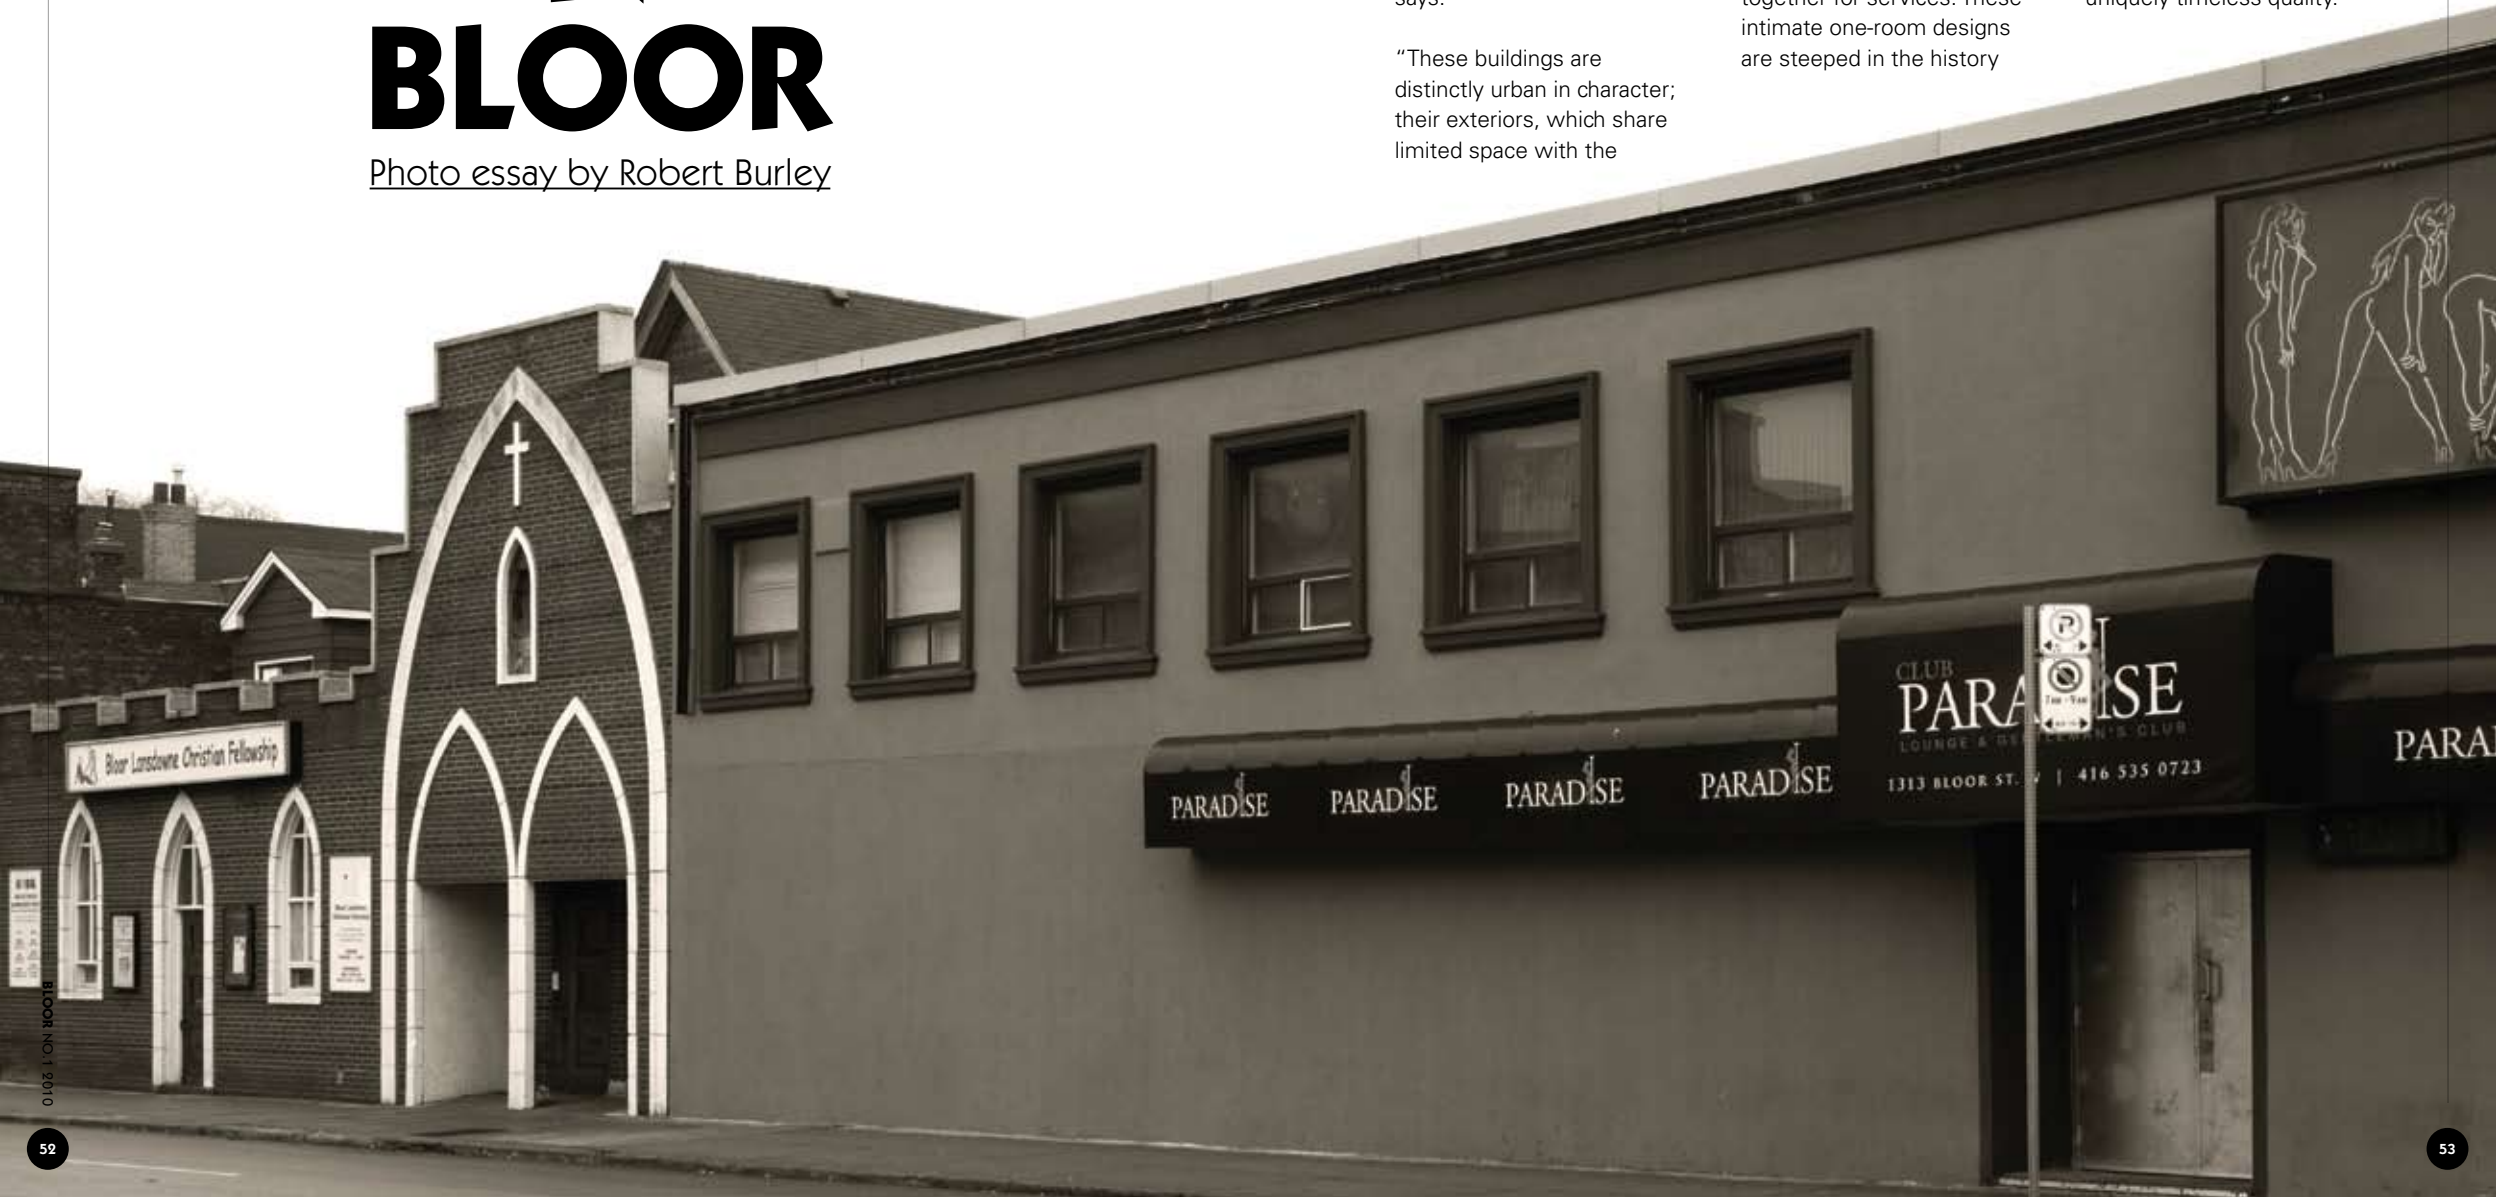 BLOOR
Photo essay by Robert Burley
says.
“These buildings are
distinctly urban in character;
their exteriors, which share
limited space with the
together for services. These
intimate one-room designs
are steeped in the history
uniquely timeless quality.
Bloor Lansdowne Christian Fellowship
PARADISE
PARADISE
PARADISE
PARADISE
CLUB
PARADISE
LOUNGE & GENTLEMAN'S CLUB
1313 BLOOR ST. W | 416 535 0723
P
PARA
BLOOR NO.1 2010
52
53